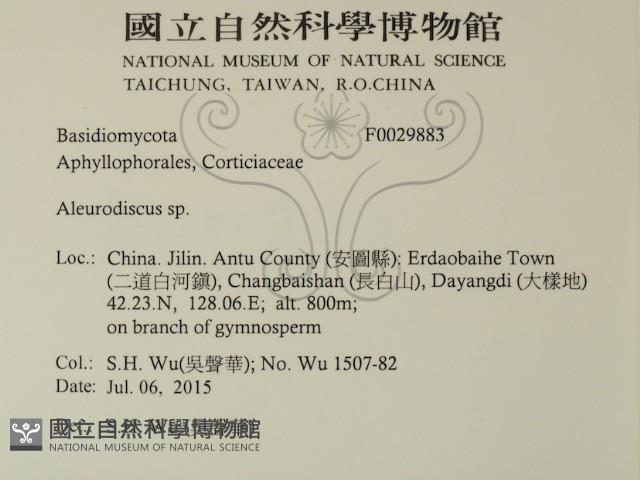 國立自然科學博物館
NATIONAL MUSEUM OF NATURAL SCIENCE
TAICHUNG, TAIWAN, R.O.CHINA
Basidiomycota F0029883
Aphyllophorales, Corticiaceae
Aleurodiscus sp.
Loc.: China. Jilin. Antu County (安圖縣): Erdaobaihe Town
(二道白河鎮), Changbaishan (長白山), Dayangdi (大樣地)
42.23.N, 128.06.E; alt. 800m;
on branch of gymnosperm
Col.: S.H. Wu(吳聲華); No. Wu 1507-82
Date: Jul. 06, 2015
國立自然科學博物館
NATIONAL MUSEUM OF NATURAL SCIENCE